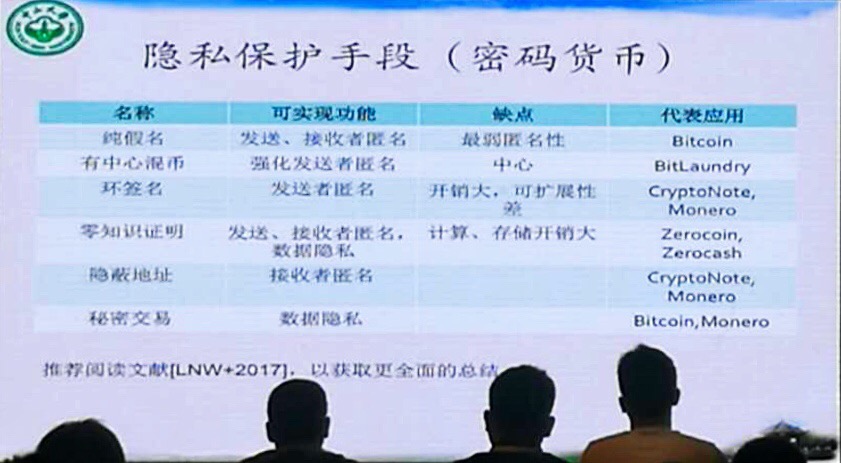 隐私保护手段（密码货币）
名称 可实现功能 缺点 代表应用
纯假名 发送、接收者匿名 最弱匿名性 Bitcoin
有中心混币 强化发送者匿名 中心 BitLaundry
环签名 发送者匿名 开销大，可扩展性 CryptoNote,
差 Monero
零知识证明 发送、接收者匿名， 计算、存储开销大 Zerocoin,
数据隐私 Zerocash
隐蔽地址 接收者匿名 CryptoNote,
Monero
秘密交易 数据隐私 Bitcoin,Monero
推荐阅读文献[LNW+2017]，以获取更全面的总结